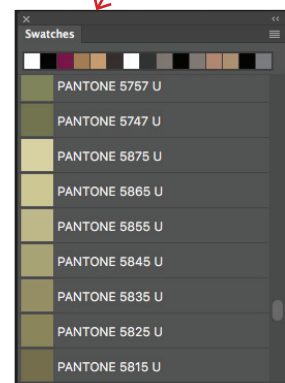 Swatches
PANTONE 5757 U
PANTONE 5747 U
PANTONE 5875 U
PANTONE 5865 U
PANTONE 5855 U
PANTONE 5845 U
PANTONE 5835 U
PANTONE 5825 U
PANTONE 5815 U